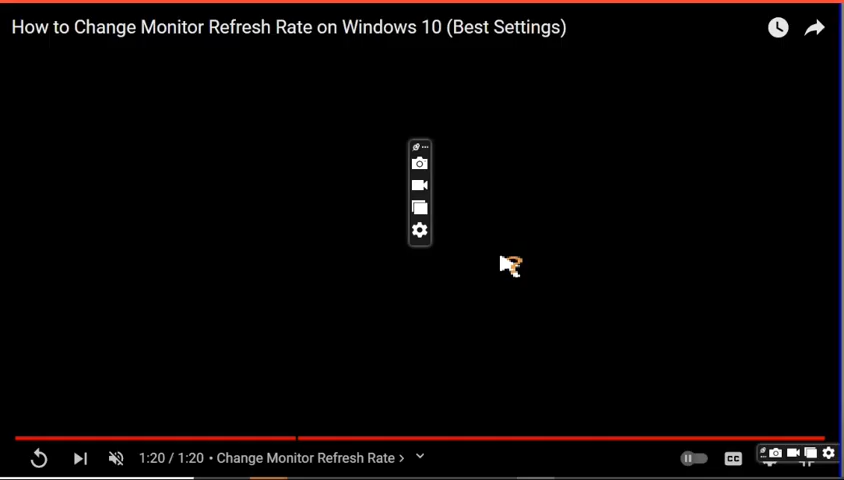 How to Change Monitor Refresh Rate on Windows 10 (Best Settings)
1:20 / 1:20 • Change Monitor Refresh Rate ›
CC